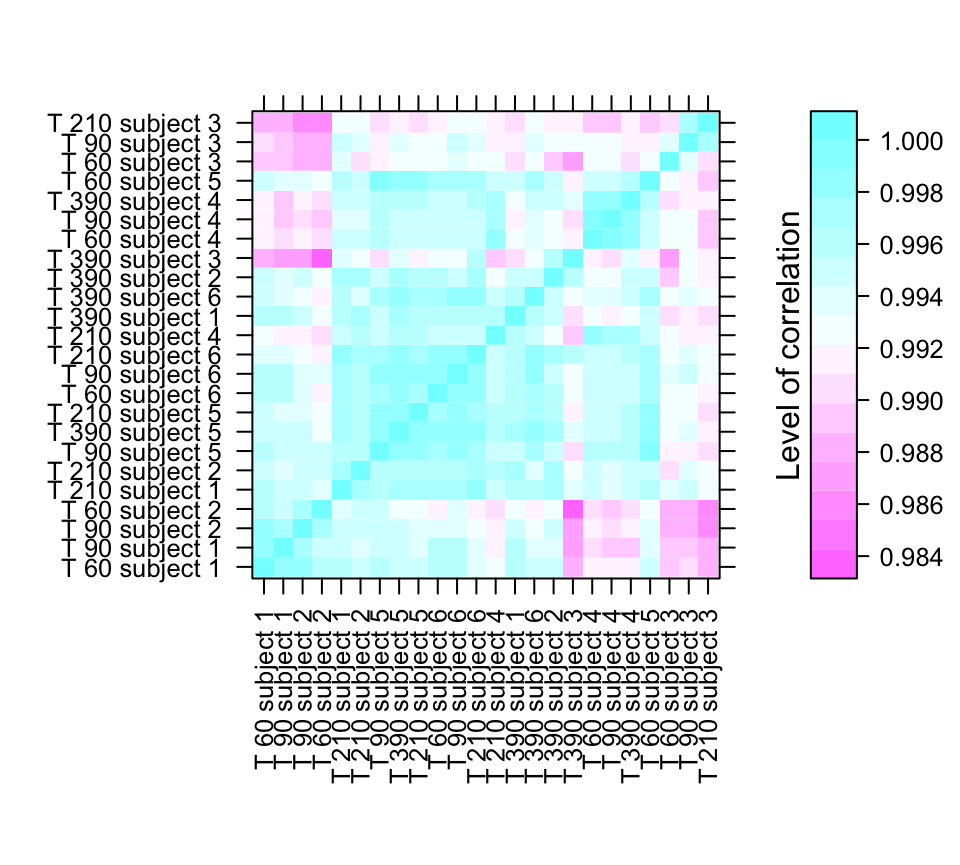 T 210 subject 3
T 90 subject 3
T 60 subject 3
T 60 subject 5
T 390 subject 4
T 90 subject 4
T 60 subject 4
T 390 subject 3
T 390 subject 2
T 390 subject 6
T 390 subject 1
T 210 subject 4
T 210 subject 6
T 90 subject 6
T 60 subject 6
T 210 subject 5
T 390 subject 5
T 90 subject 5
T 210 subject 2
T 210 subject 1
T 60 subject 2
T 90 subject 2
T 90 subject 1
T 60 subject 1
T 60 subject 1
T 90 subject 1
T 90 subject 2
T 60 subject 2
T 210 subject 1
T 210 subject 2
T 90 subject 5
T 390 subject 5
T 210 subject 5
T 60 subject 6
T 90 subject 6
T 210 subject 6
T 210 subject 4
T 390 subject 1
T 390 subject 6
T 390 subject 2
T 390 subject 3
T 60 subject 4
T 90 subject 4
T 390 subject 4
T 60 subject 5
T 60 subject 3
T 90 subject 3
T 210 subject 3
Level of correlation
1.000
0.998
0.996
0.994
0.992
0.990
0.988
0.986
0.984